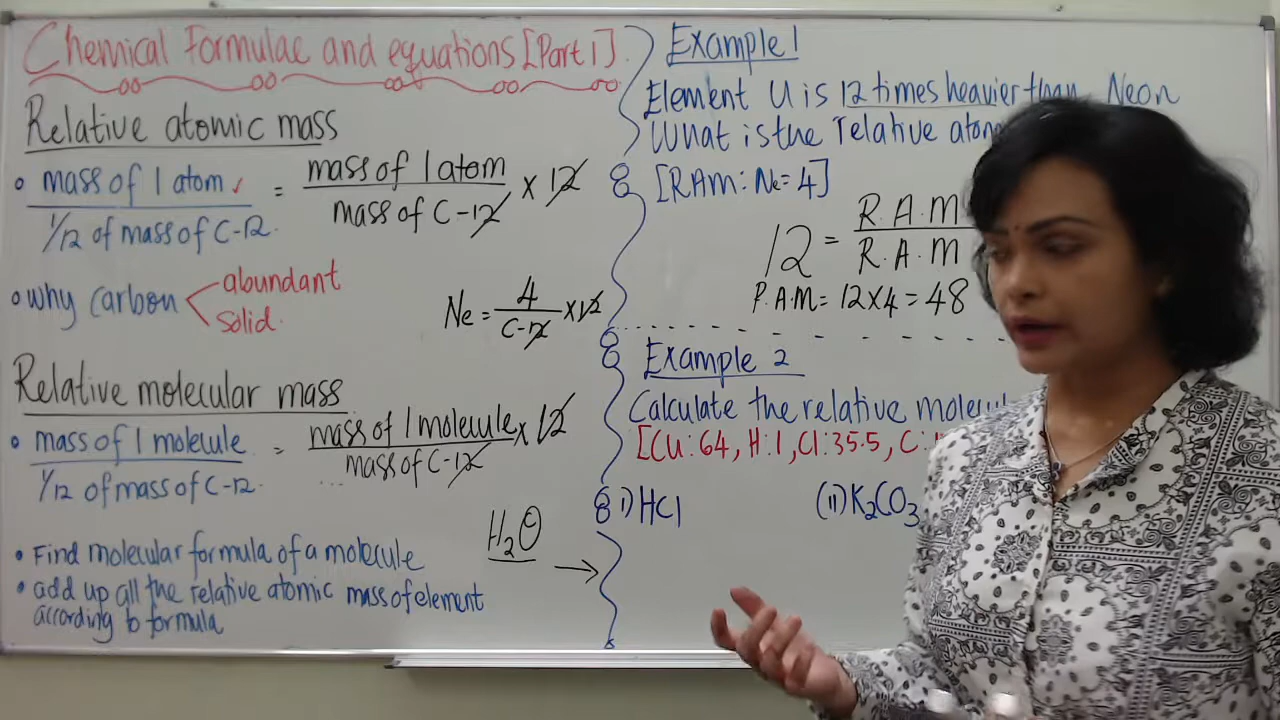 Chemical Formulae and equations [Part 1].
Relative atomic mass
• mass of 1 atom ✓ = mass of 1 atom × 12
1/12 of mass of C-12. mass of C-12
• Why carbon < abundant
solid.
Ne = 4 × 12
C-12
Relative molecular mass
• mass of 1 molecule = mass of 1 molecule × 12
1/12 of mass of C-12. mass of C-12
...
• Find molecular formula of a molecule
H₂O
• add up all the relative atomic mass of element
according to formula
→
Example 1
Element U is 12 times heavier than Neon
What is the relative
[RAM: Ne = 4]
12 = R.A.M
R.A.M
R.A.M = 12 × 4 = 48
Example 2
Calculate the relative
[Cu: 64, H: 1, Cl: 35.5, C:
i) HCl (ii) K₂CO₃